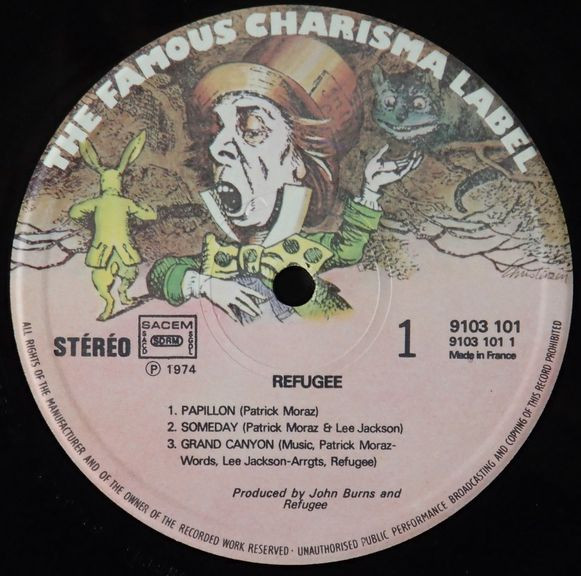 THE FAMOUS CHARISMA LABEL
Christizen
STÉRÉO
SACEM
SACD
SDRM
SGDL
℗ 1974
1
9103 101
9103 101 1
Made in France
REFUGEE
1. PAPILLON (Patrick Moraz)
2. SOMEDAY (Patrick Moraz & Lee Jackson)
3. GRAND CANYON (Music, Patrick Moraz-
Words, Lee Jackson-Arrgts, Refugee)
Produced by John Burns and
Refugee
ALL RIGHTS OF THE MANUFACTURER AND OF THE OWNER OF THE RECORDED WORK RESERVED · UNAUTHORISED PUBLIC PERFORMANCE BROADCASTING AND COPYING OF THIS RECORD PROHIBITED